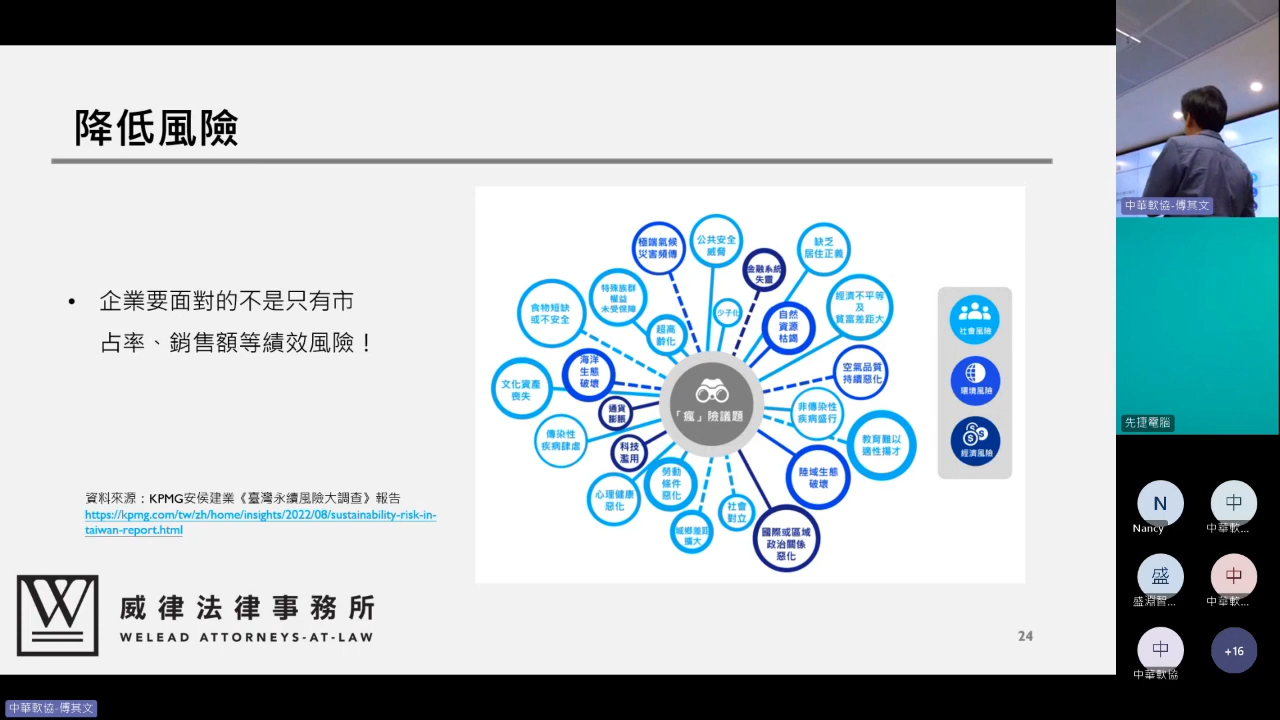 降低風險
• 企業要面對的不是只有市
占率、銷售額等績效風險！
資料來源：KPMG安侯建業《臺灣永續風險大調查》報告
https://kpmg.com/tw/zh/home/insights/2022/08/sustainability-risk-in-
taiwan-report.html
W
威律法律事務所
WELEAD ATTORNEYS-AT-LAW
極端氣候
災害頻傳
公共安全
威脅
金融系統
失靈
缺乏
居住正義
特殊族群
權益
未受保障
食物短缺
或不安全
超高
齡化
少子化
自然
資源
枯竭
經濟不平等
及
貧富差距大
海洋
生態
破壞
空氣品質
持續惡化
文化資產
喪失
通貨
膨脹
「瘋」險議題
非傳染性
疾病盛行
傳染性
疾病肆虐
科技
濫用
教育難以
適性揚才
心理健康
惡化
勞動
條件
惡化
陸域生態
破壞
城鄉差距
擴大
社會
對立
國際或區域
政治關係
惡化
社會風險
環境風險
$
$
$
經濟風險
24
中華軟協-傅其文
先捷電腦
N
Nancy
中
中華軟...
盛
盛淵智...
中
中華軟...
中
中華軟協
+16
中華軟協-傅其文